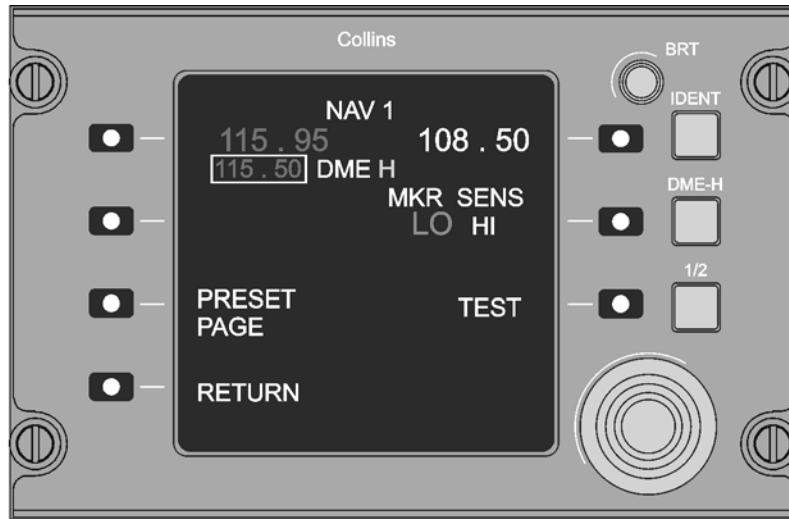 Collins
BRT
IDENT
NAV 1
115 . 95 108 . 50
115 . 50 DME H
DME-H
MKR SENS
LO HI
1/2
PRESET
PAGE
TEST
RETURN